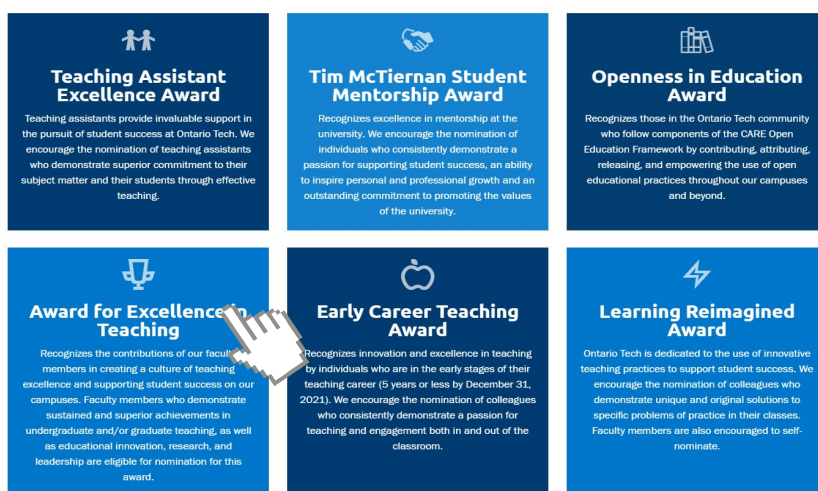 Teaching Assistant
Excellence Award
Teaching assistants provide invaluable support in
the pursuit of student success at Ontario Tech. We
encourage the nomination of teaching assistants
who demonstrate superior commitment to their
subject matter and their students through effective
teaching.
Tim McTiernan Student
Mentorship Award
Recognizes excellence in mentorship at the
university. We encourage the nomination of
individuals who consistently demonstrate a
passion for supporting student success, an ability
to inspire personal and professional growth and an
outstanding commitment to promoting the values
of the university.
Openness in Education
Award
Recognizes those in the Ontario Tech community
who follow components of the CARE Open
Education Framework by contributing, attributing,
releasing, and empowering the use of open
educational practices throughout our campuses
and beyond.
Award for Excellence in
Teaching
Recognizes the contributions of our faculty
members in creating a culture of teaching
excellence and supporting student success on our
campuses. Faculty members who demonstrate
sustained and superior achievements in
undergraduate and/or graduate teaching, as well
as educational innovation, research, and
leadership are eligible for nomination for this
award.
Early Career Teaching
Award
Recognizes innovation and excellence in teaching
by individuals who are in the early stages of their
teaching career (5 years or less by December 31,
2021). We encourage the nomination of colleagues
who consistently demonstrate a passion for
teaching and engagement both in and out of the
classroom.
Learning Reimagined
Award
Ontario Tech is dedicated to the use of innovative
teaching practices to support student success. We
encourage the nomination of colleagues who
demonstrate unique and original solutions to
specific problems of practice in their classes.
Faculty members are also encouraged to self-
nominate.